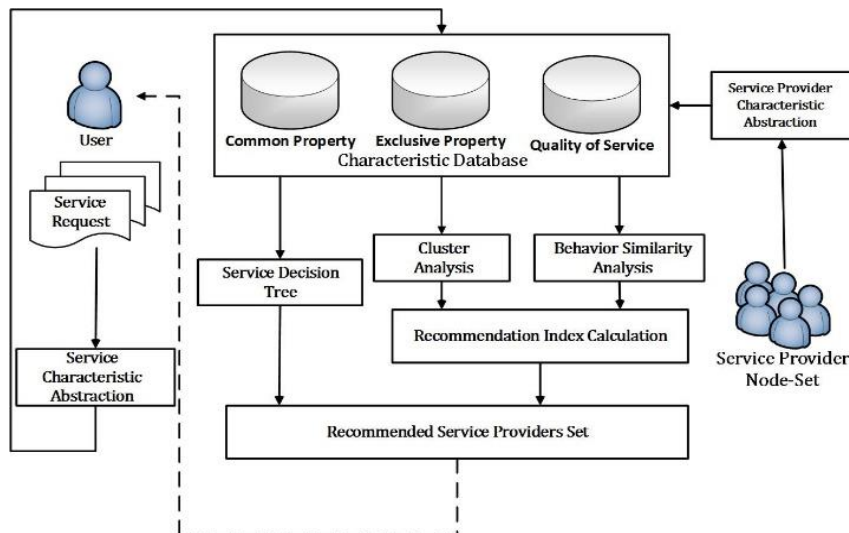 User
Service
Request
Service
Characteristic
Abstraction
Common Property
Exclusive Property
Quality of Service
Characteristic Database
Service Provider
Characteristic
Abstraction
Service Decision
Tree
Cluster
Analysis
Behavior Similarity
Analysis
Recommendation Index Calculation
Service Provider
Node-Set
Recommended Service Providers Set